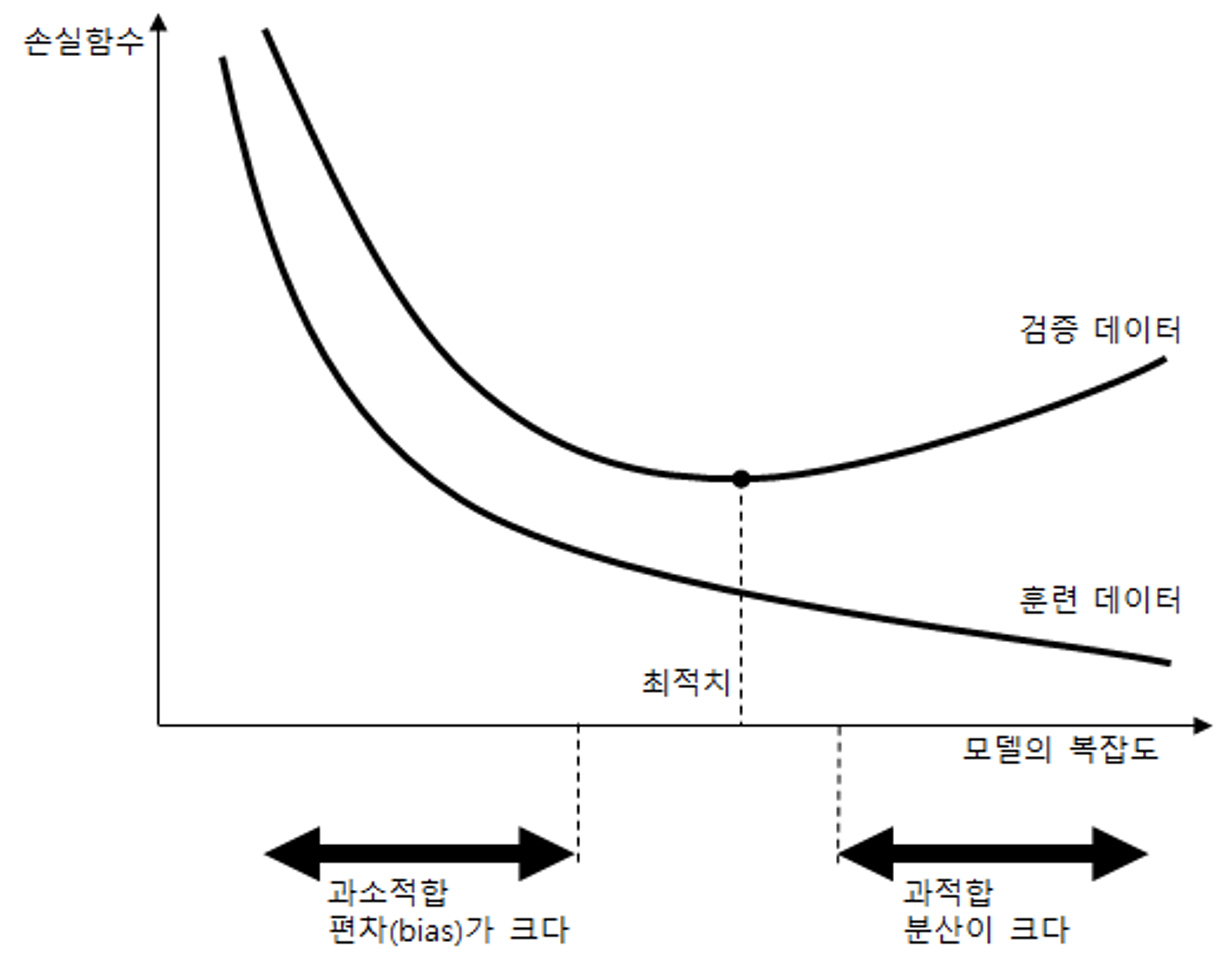 손실함수
검증 데이터
훈련 데이터
최적치
모델의 복잡도
과소적합
편차(bias)가 크다
과적합
분산이 크다